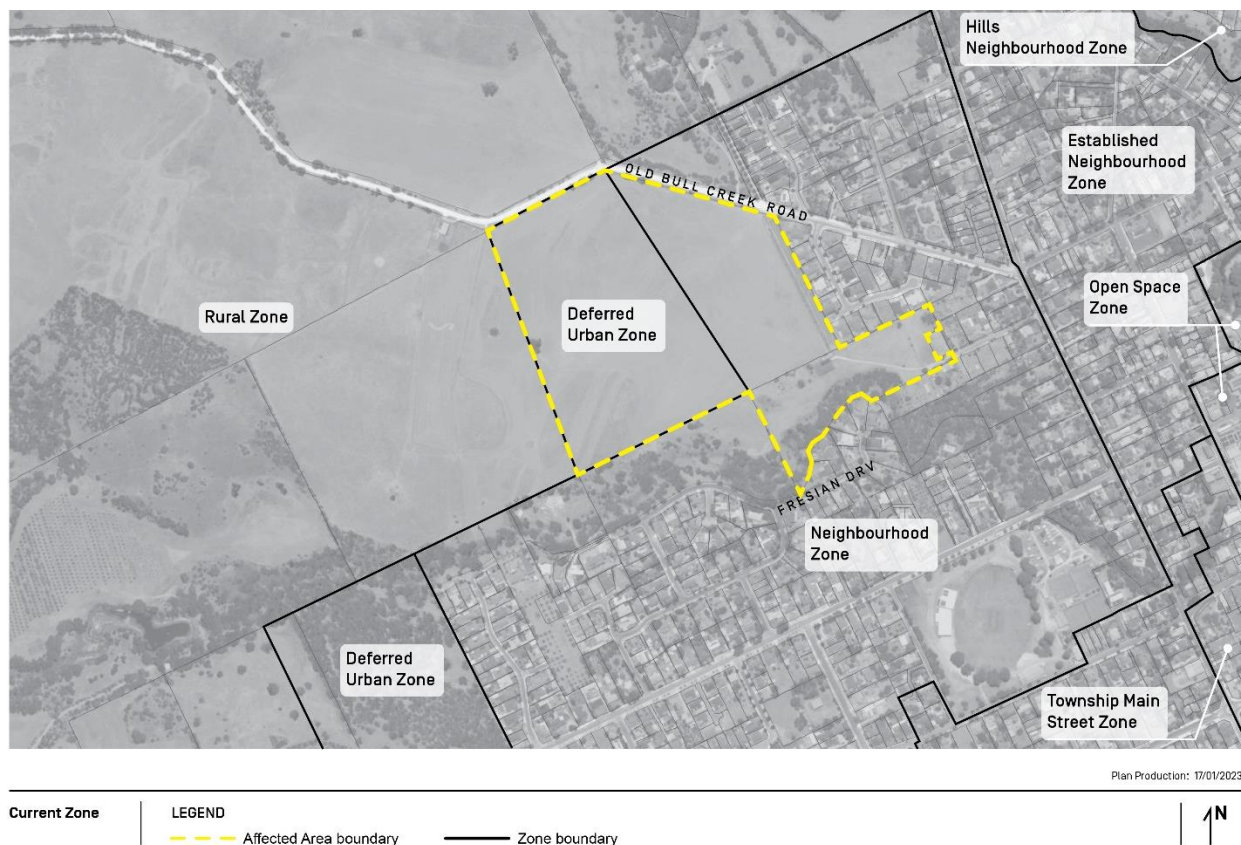 Hills
Neighbourhood Zone
Established
Neighbourhood
Zone
OLD BULL CREEK ROAD
Open Space
Zone
Rural Zone
Deferred
Urban Zone
FRESIAN DRV
Neighbourhood
Zone
Deferred
Urban Zone
Township Main
Street Zone
Plan Production: 17/01/2023
Current Zone
LEGEND
Affected Area boundary
Zone boundary
N